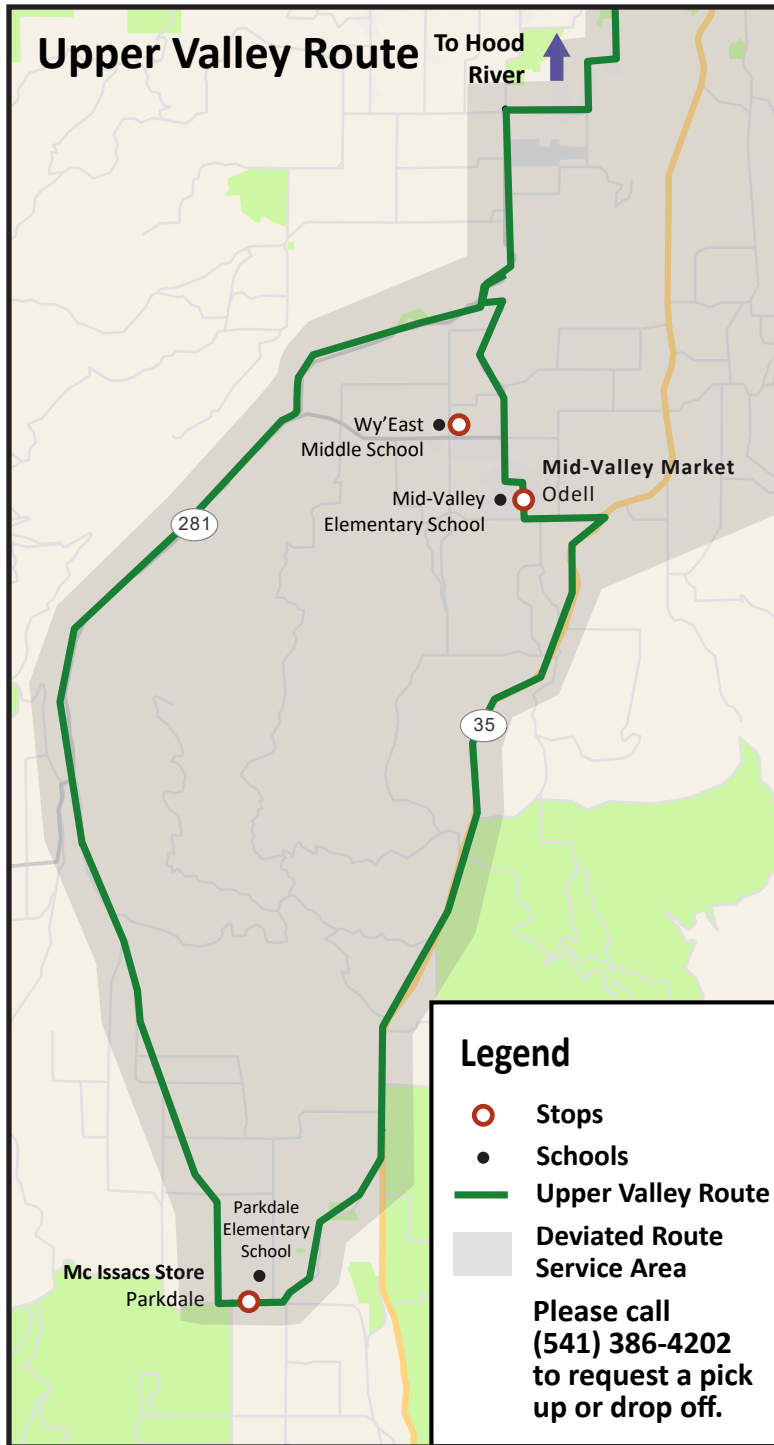 Upper Valley Route
To Hood
River
Wy’East
Middle School
Mid-Valley Market
Odell
Mid-Valley
Elementary School
281
35
Parkdale
Elementary
School
Mc Issacs Store
Parkdale
Legend
Stops
Schools
Upper Valley Route
Deviated Route
Service Area
Please call
(541) 386-4202
to request a pick
up or drop off.